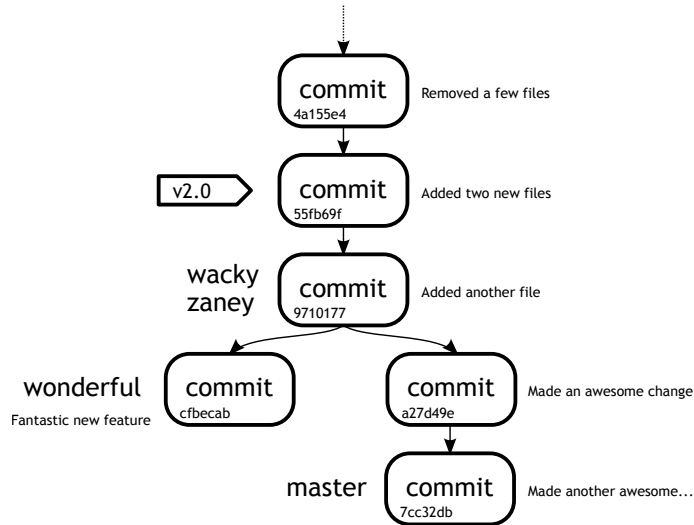 commit
4a155e4
Removed a few files
v2.0
commit
55fb69f
Added two new files
wacky
zaney
commit
9710177
Added another file
wonderful
Fantastic new feature
commit
cfbecab
commit
a27d49e
Made an awesome change
master
commit
7cc32db
Made another awesome...